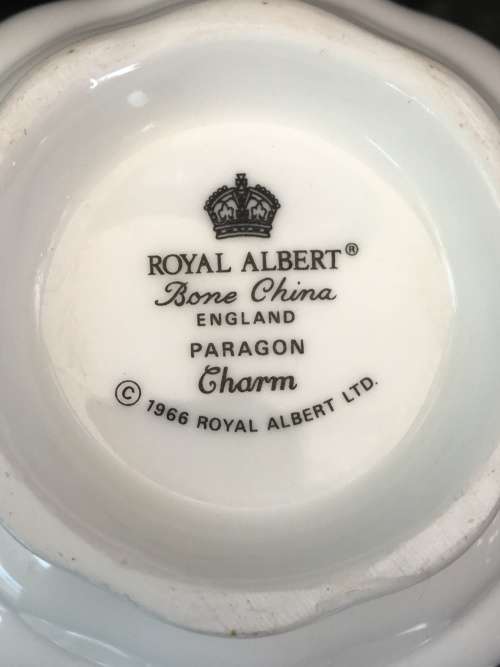 ROYAL ALBERT®
Bone China
ENGLAND
PARAGON
Charm
© 1966 ROYAL ALBERT LTD.